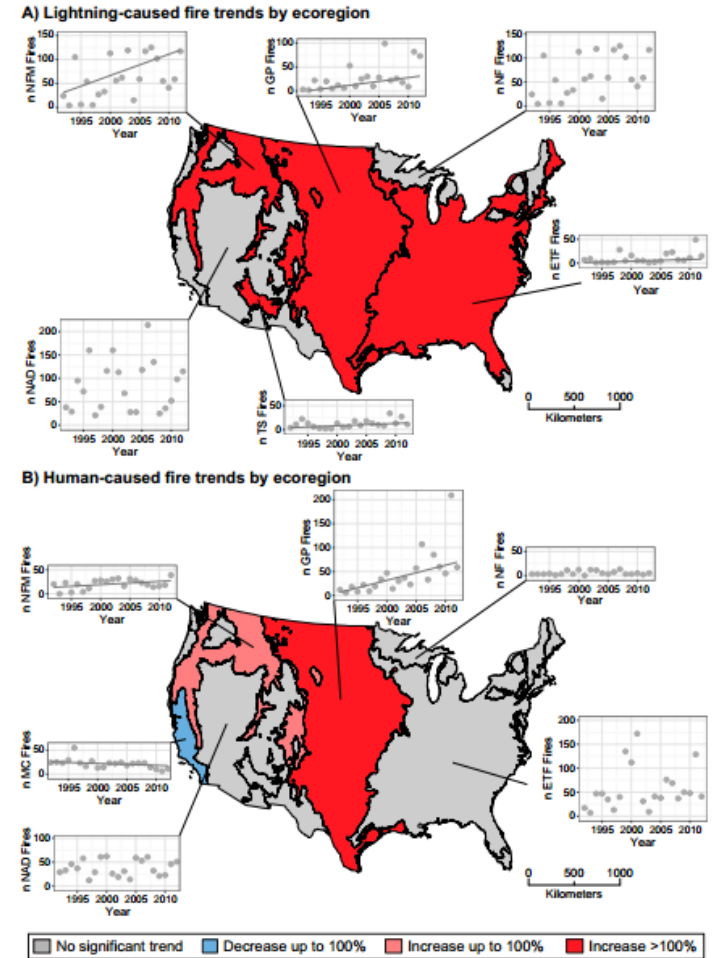 A) Lightning-caused fire trends by ecoregion
150
100
50
0
n NFM Fires
1995 2000 2005 2010
Year
100
50
0
n GP Fires
1995 2000 2005 2010
Year
150
100
50
0
n NF Fires
1995 2000 2005 2010
Year
50
0
n ETF Fires
1995 2000 2005 2010
Year
200
150
100
50
0
n NAD Fires
1995 2000 2005 2010
Year
50
0
n TS Fires
1995 2000 2005 2010
Year
0 500 1000
Kilometers
B) Human-caused fire trends by ecoregion
200
150
100
50
0
n GP Fires
1995 2000 2005 2010
Year
50
0
n NFM Fires
1995 2000 2005 2010
Year
50
0
n NF Fires
1995 2000 2005 2010
Year
50
0
n MC Fires
1995 2000 2005 2010
Year
200
150
100
50
0
n ETF Fires
1995 2000 2005 2010
Year
100
50
0
n NAD Fires
1995 2000 2005 2010
Year
0 500 1000
Kilometers
No significant trend Decrease up to 100% Increase up to 100% Increase >100%